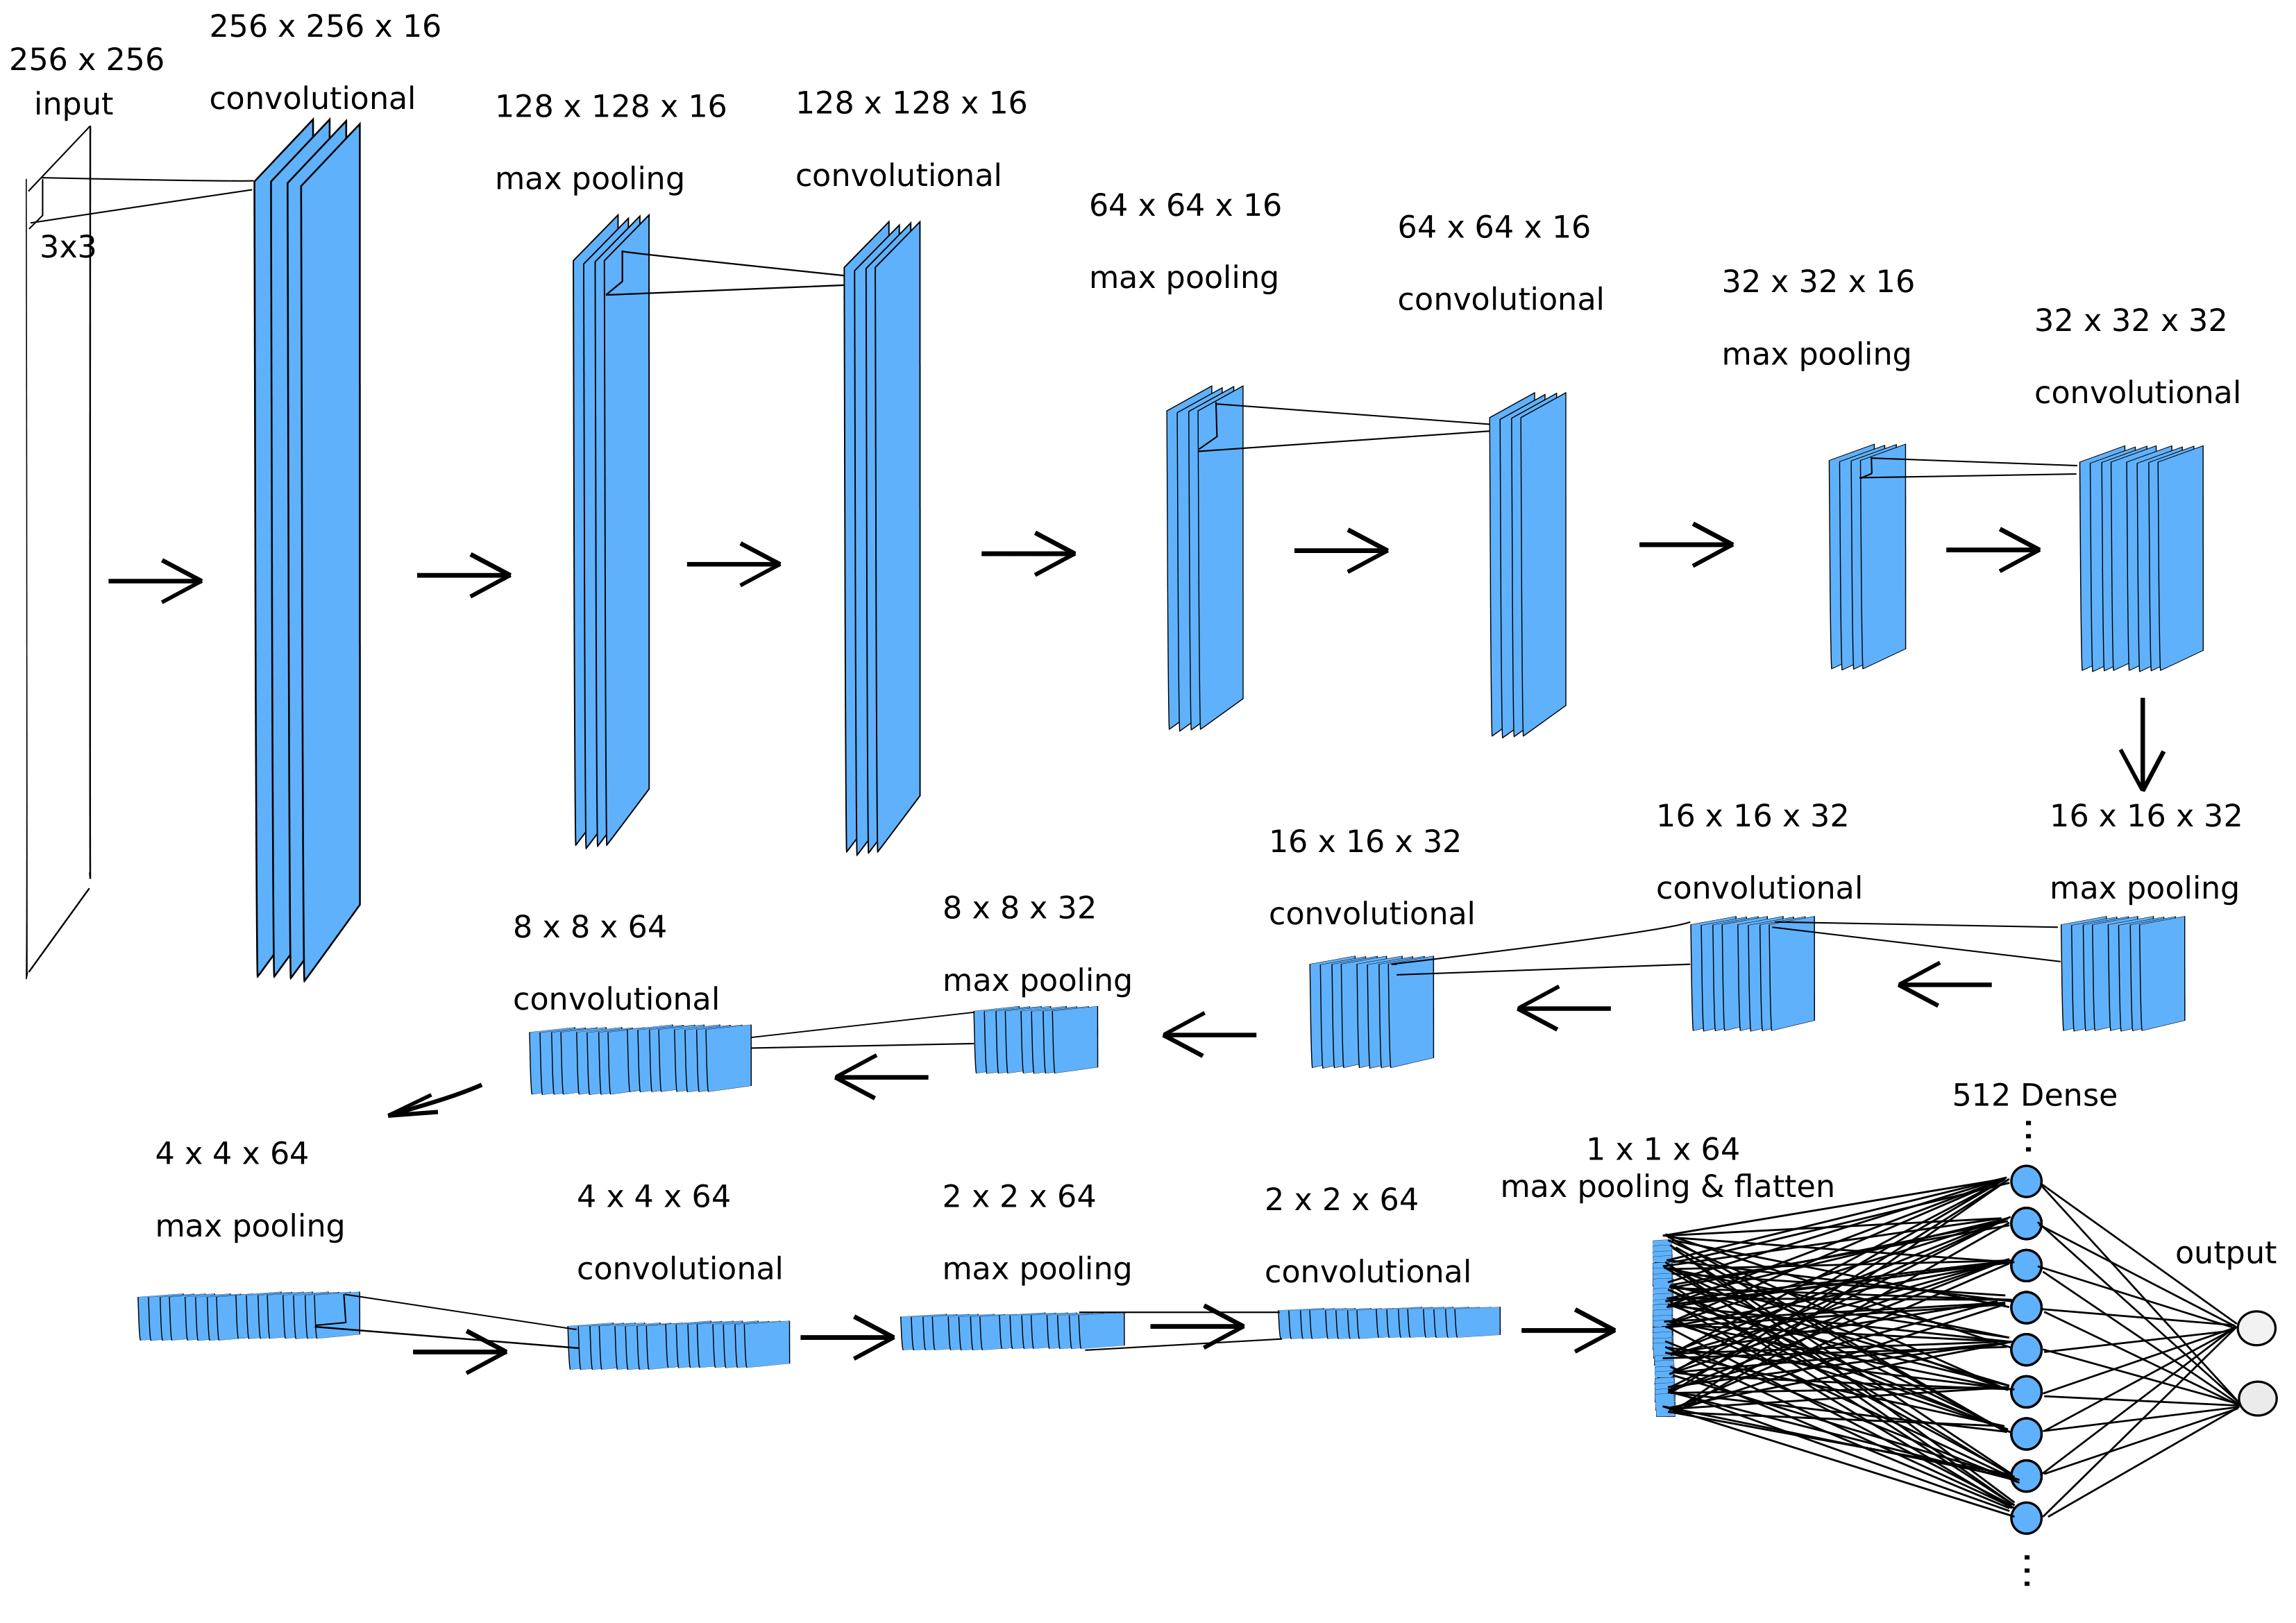 256 x 256
input
3x3
256 x 256 x 16
convolutional
128 x 128 x 16
max pooling
128 x 128 x 16
convolutional
64 x 64 x 16
max pooling
64 x 64 x 16
convolutional
32 x 32 x 16
max pooling
32 x 32 x 32
convolutional
16 x 16 x 32
max pooling
16 x 16 x 32
convolutional
16 x 16 x 32
convolutional
8 x 8 x 32
max pooling
8 x 8 x 64
convolutional
4 x 4 x 64
max pooling
4 x 4 x 64
convolutional
2 x 2 x 64
max pooling
2 x 2 x 64
convolutional
1 x 1 x 64
max pooling & flatten
512 Dense
output